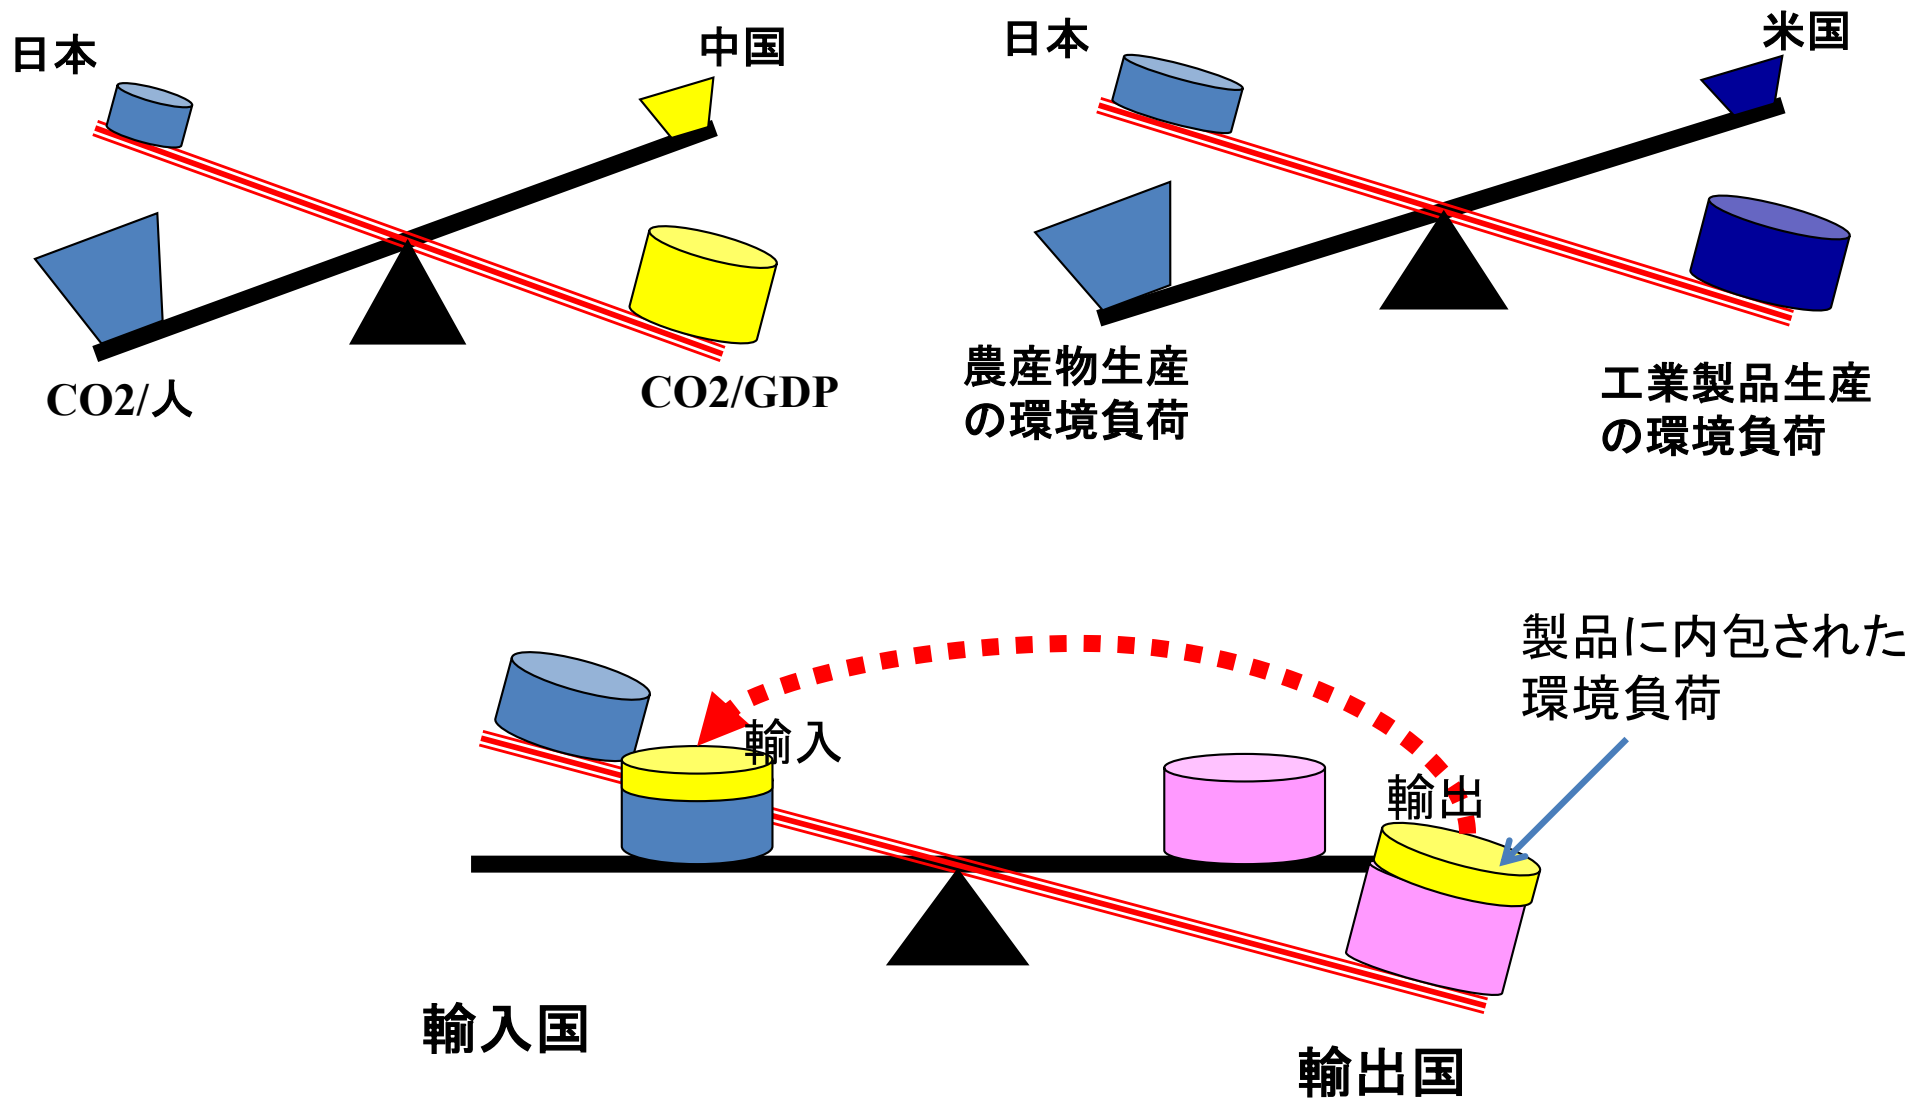 日本
中国
CO2/人
CO2/GDP
日本
米国
農産物生産
の環境負荷
工業製品生産
の環境負荷
製品に内包された
環境負荷
輸入
輸出
輸入国
輸出国